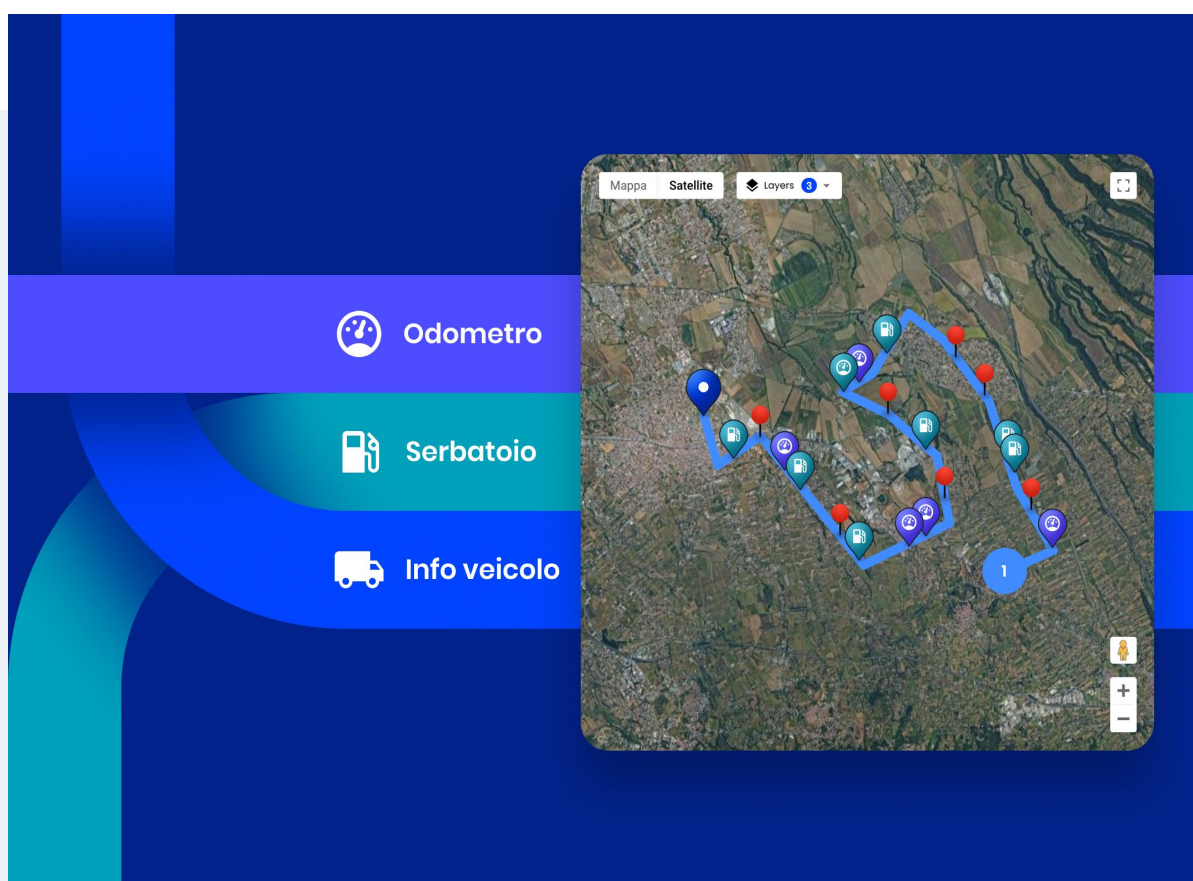 Mappa
Satellite
Layers 3
Odometro
Serbatoio
Info veicolo
1